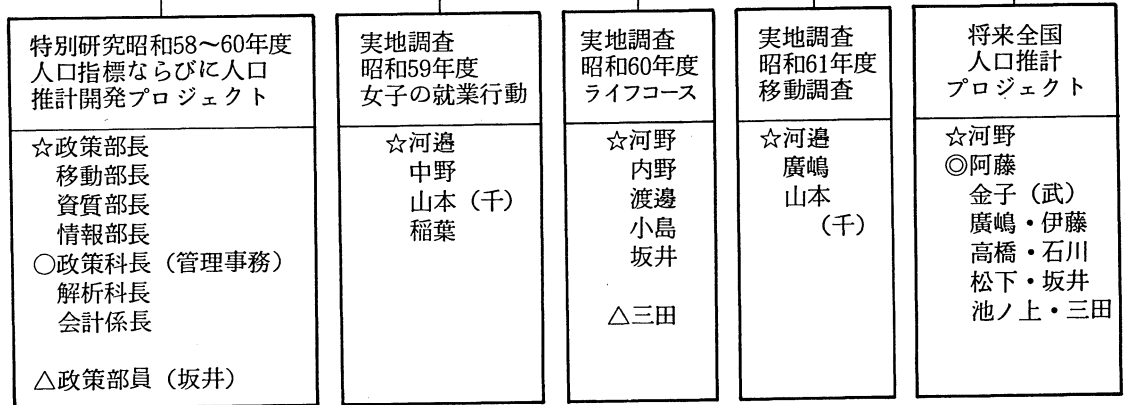 特別研究昭和58～60年度
人口指標ならびに人口
推計開発プロジェクト
☆政策部長
移動部長
資質部長
情報部長
○政策科長（管理事務）
解析科長
会計係長
△政策部員（坂井）
実地調査
昭和59年度
女子の就業行動
☆河邉
中野
山本（千）
稲葉
実地調査
昭和60年度
ライフコース
☆河野
内野
渡邉
小島
坂井
△三田
実地調査
昭和61年度
移動調査
☆河邉
廣嶋
山本
（千）
将来全国
人口推計
プロジェクト
☆河野
◎阿藤
金子（武）
廣嶋・伊藤
高橋・石川
松下・坂井
池ノ上・三田